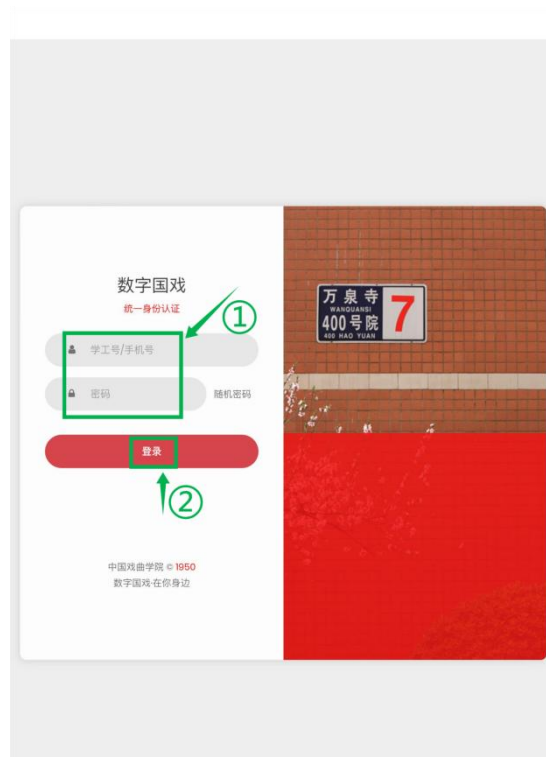 数字国戏
统一身份认证
①
学工号/手机号
密码
随机密码
登录
②
中国戏曲学院 © 1950
数字国戏·在你身边
万泉寺
WANQUANSI
400号院
400 HAO YUAN
7